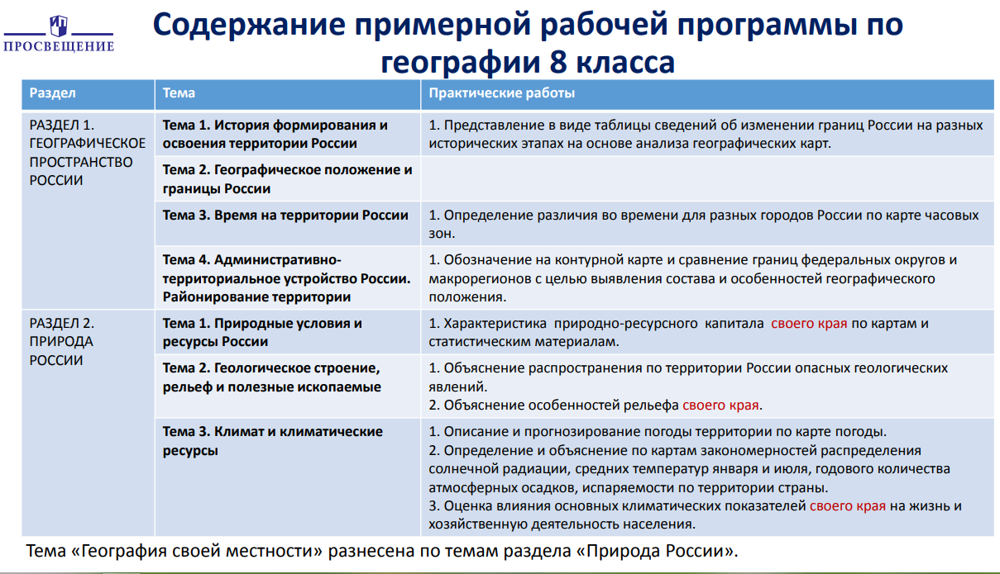 ПРОСВЕЩЕНИЕ
Содержание примерной рабочей программы по
географии 8 класса
Раздел
Тема
Практические работы
РАЗДЕЛ 1.
ГЕОГРАФИЧЕСКОЕ
ПРОСТРАНСТВО
РОССИИ
Тема 1. История формирования и
освоения территории России
1. Представление в виде таблицы сведений об изменении границ России на разных
исторических этапах на основе анализа географических карт.
Тема 2. Географическое положение и
границы России
Тема 3. Время на территории России
1. Определение различия во времени для разных городов России по карте часовых
зон.
Тема 4. Административно-
территориальное устройство России.
Районирование территории
1. Обозначение на контурной карте и сравнение границ федеральных округов и
макрорегионов с целью выявления состава и особенностей географического
положения.
РАЗДЕЛ 2.
ПРИРОДА
РОССИИ
Тема 1. Природные условия и
ресурсы России
1. Характеристика природно-ресурсного капитала своего края по картам и
статистическим материалам.
Тема 2. Геологическое строение,
рельеф и полезные ископаемые
1. Объяснение распространения по территории России опасных геологических
явлений.
2. Объяснение особенностей рельефа своего края.
Тема 3. Климат и климатические
ресурсы
1. Описание и прогнозирование погоды территории по карте погоды.
2. Определение и объяснение по картам закономерностей распределения
солнечной радиации, средних температур января и июля, годового количества
атмосферных осадков, испаряемости по территории страны.
3. Оценка влияния основных климатических показателей своего края на жизнь и
хозяйственную деятельность населения.
Тема «География своей местности» разнесена по темам раздела «Природа России».